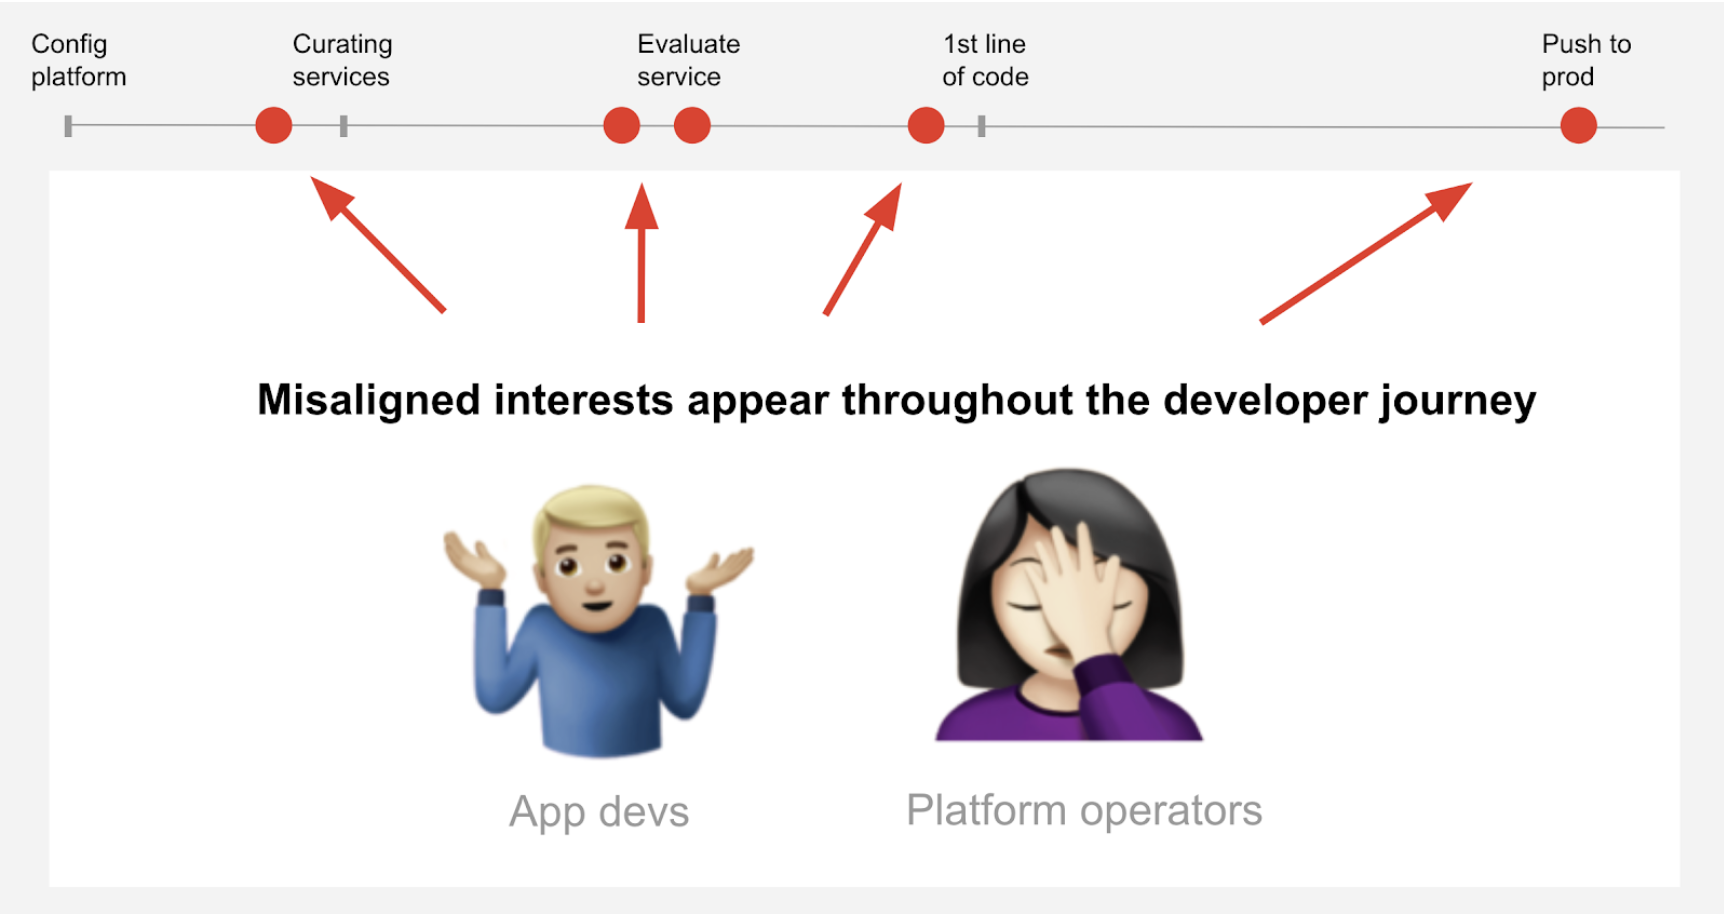 Config
platform
Curating
services
Evaluate
service
1st line
of code
Push to
prod
Misaligned interests appear throughout the developer journey
App devs
Platform operators